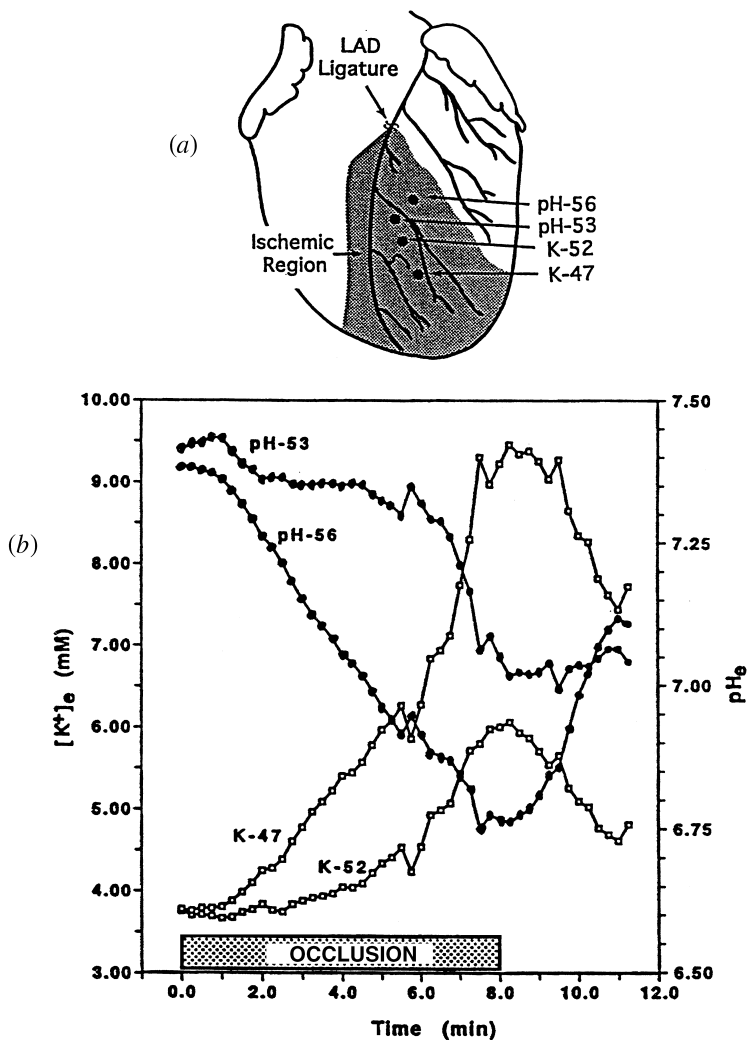 LAD
Ligature
(a)
pH-56
pH-53
K-52
K-47
Ischemic
Region
10.00
9.00
8.00
7.00
6.00
5.00
4.00
3.00
[K⁺]e (mM)
(b)
pH-53
pH-56
K-47
K-52
OCCLUSION
7.50
7.25
7.00
6.75
6.50
pHe
0.0 2.0 4.0 6.0 8.0 10.0 12.0
Time (min)